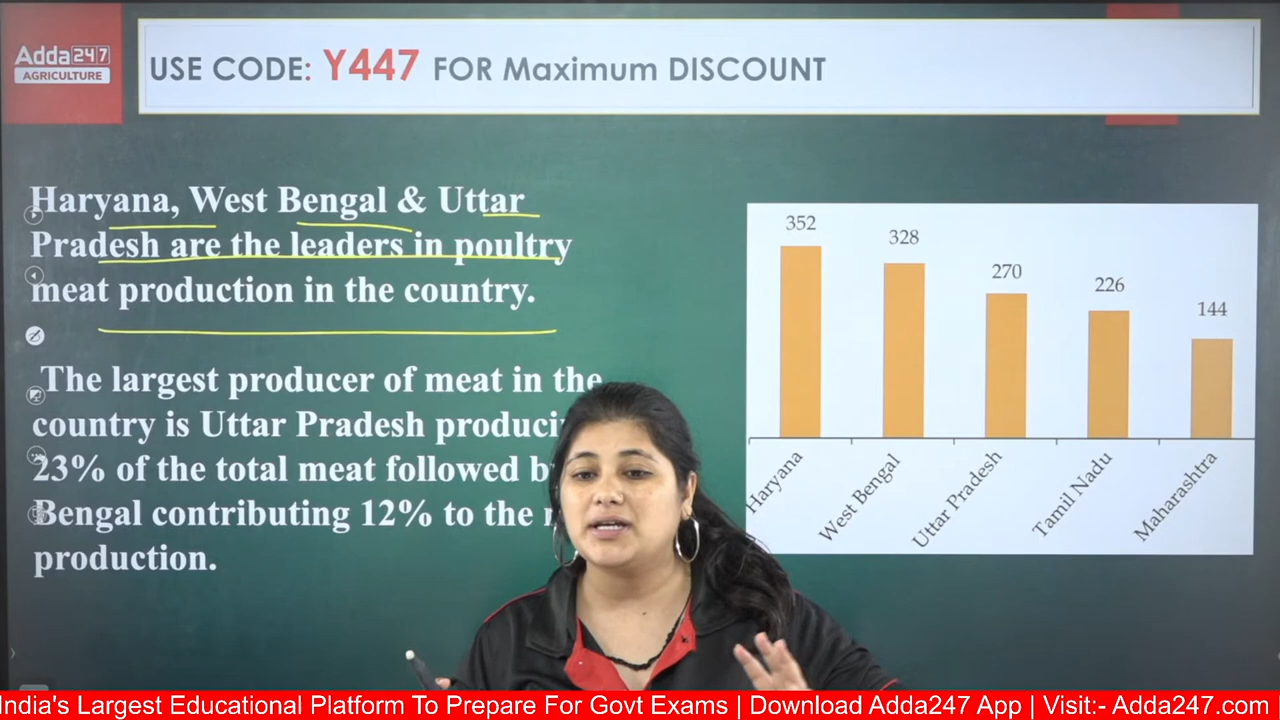 Adda247
AGRICULTURE
USE CODE: Y447 FOR Maximum DISCOUNT
Haryana, West Bengal & Uttar
Pradesh are the leaders in poultry
meat production in the country.
The largest producer of meat in the
country is Uttar Pradesh
23% of the total meat followed
Bengal contributing 12% to the
production.
352
328
270
226
144
Haryana
West Bengal
Uttar Pradesh
Tamil Nadu
Maharashtra
India's Largest Educational Platform To Prepare For Govt Exams | Download Adda247 App | Visit:- Adda247.com